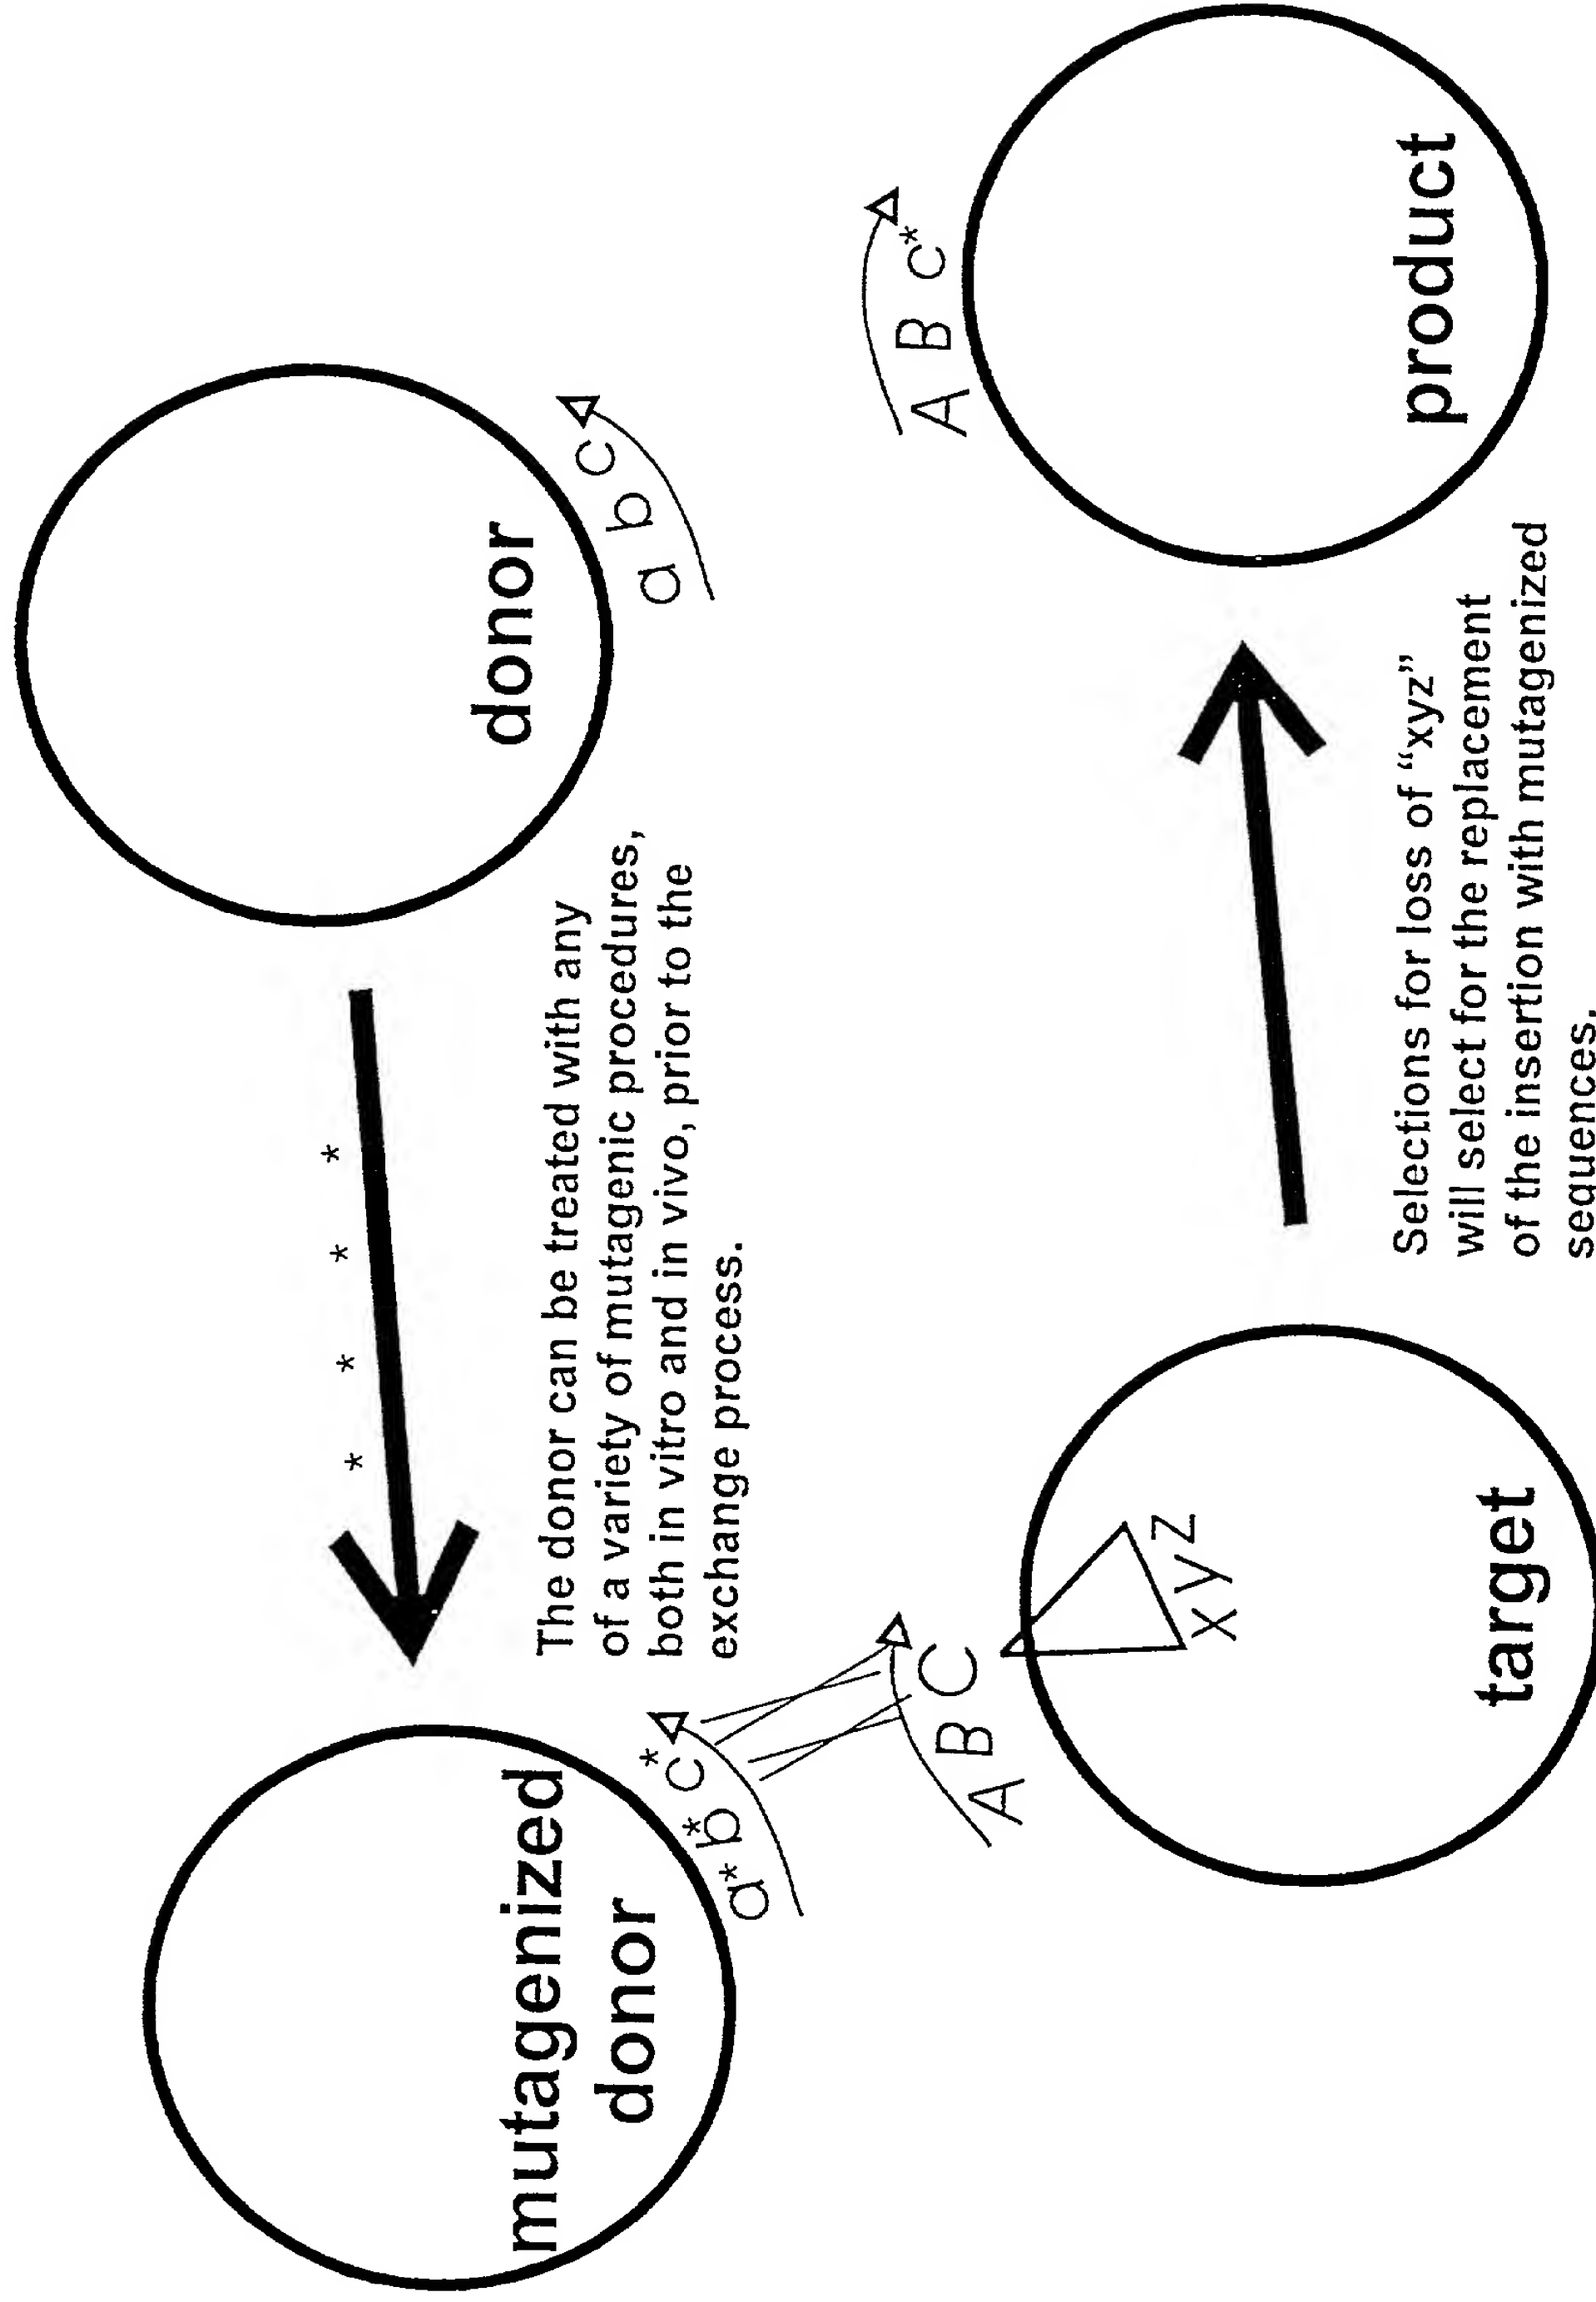 * * * *
donor
a b c
mutagenized
donor
a* b* c*
The donor can be treated with any
of a variety of mutagenic procedures,
both in vitro and in vivo, prior to the
exchange process.
A B C
xyz
target
A B c*
product
Selections for loss of “xyz”
will select for the replacement
of the insertion with mutagenized
sequences.